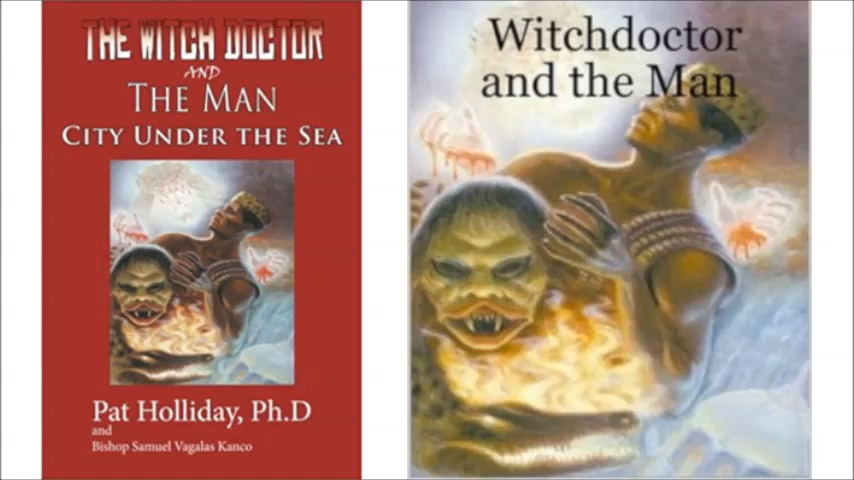 THE WITCH DOCTOR
AND
THE MAN
CITY UNDER THE SEA
Pat Holliday, Ph.D
and
Bishop Samuel Vagalas Kanco
Witchdoctor
and the Man